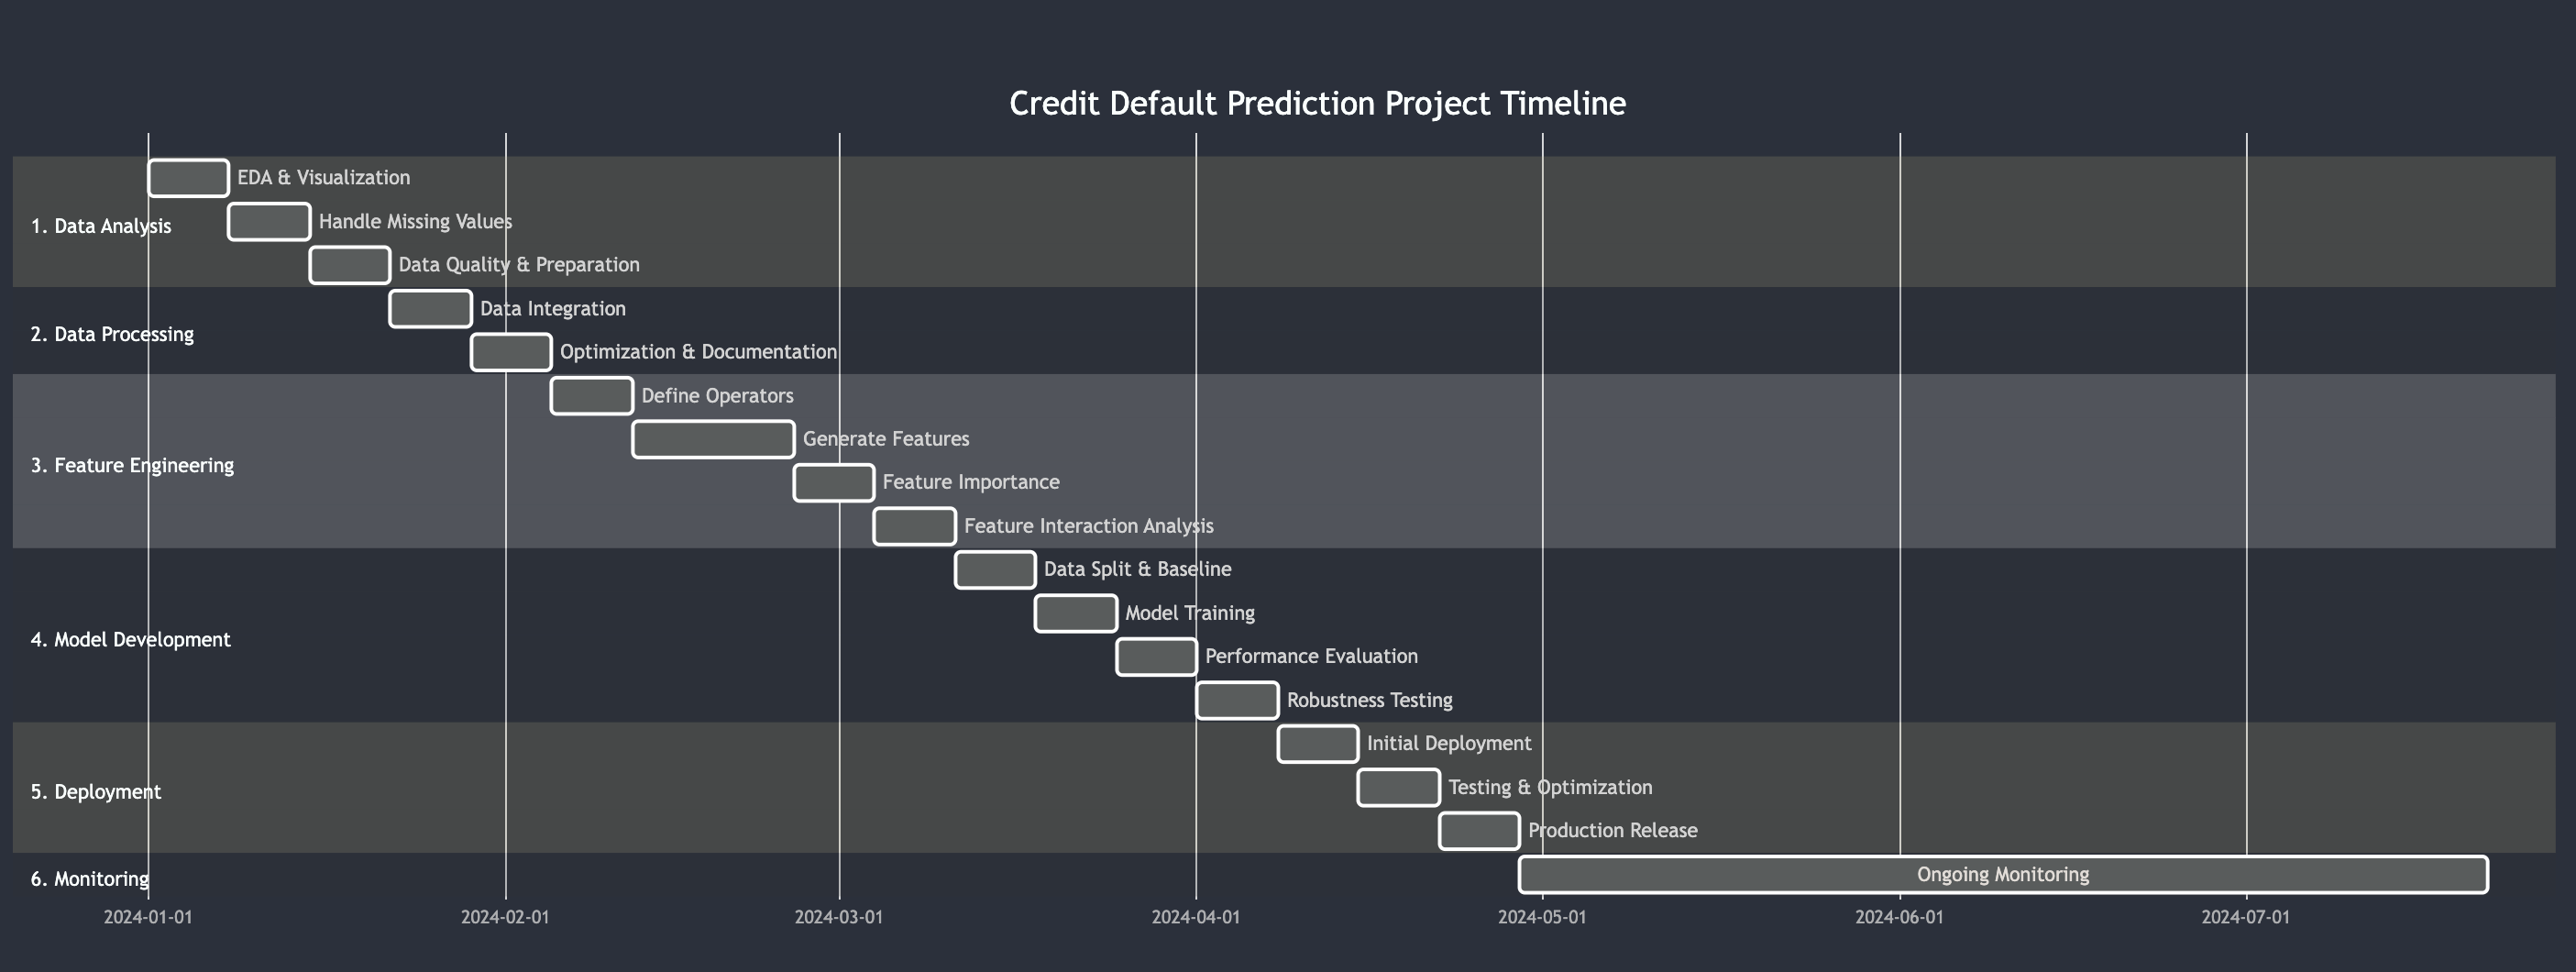 Credit Default Prediction Project Timeline
1. Data Analysis
EDA & Visualization
Handle Missing Values
Data Quality & Preparation
2. Data Processing
Data Integration
Optimization & Documentation
3. Feature Engineering
Define Operators
Generate Features
Feature Importance
Feature Interaction Analysis
4. Model Development
Data Split & Baseline
Model Training
Performance Evaluation
Robustness Testing
5. Deployment
Initial Deployment
Testing & Optimization
Production Release
6. Monitoring
Ongoing Monitoring
2024-01-01
2024-02-01
2024-03-01
2024-04-01
2024-05-01
2024-06-01
2024-07-01